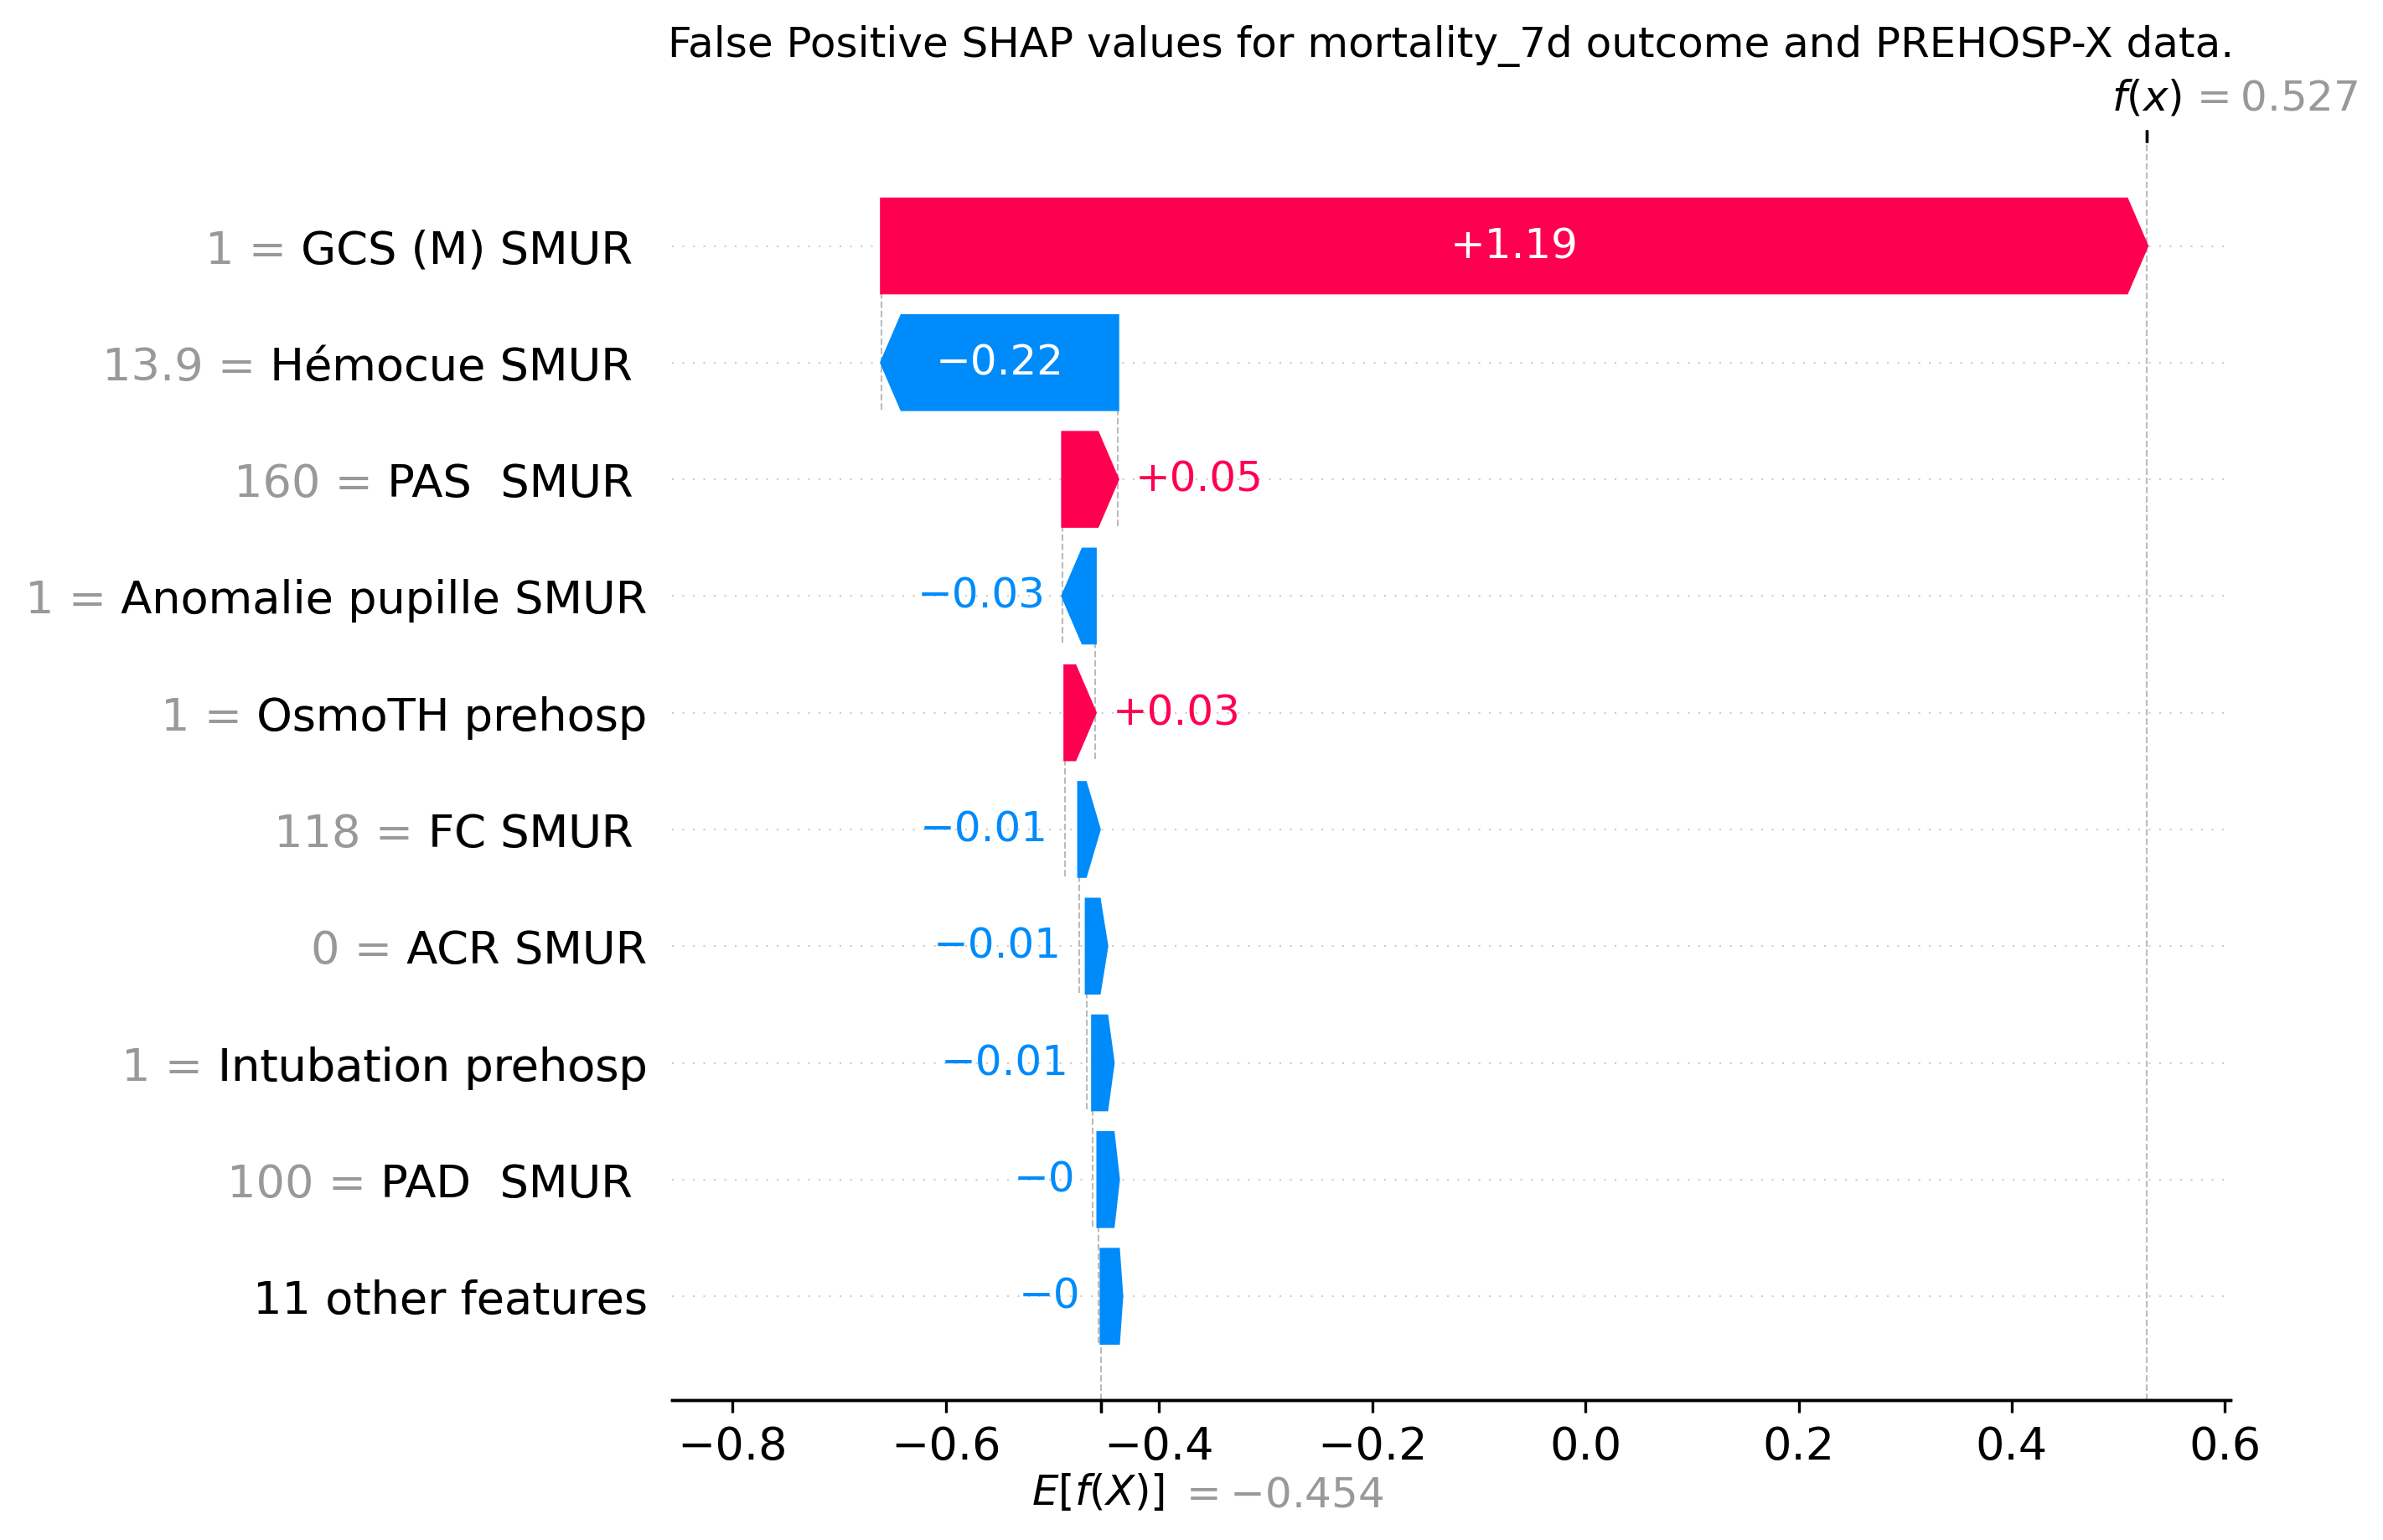 False Positive SHAP values for mortality_7d outcome and PREHOSP-X data.
f(x) = 0.527
1 = GCS (M) SMUR +1.19
13.9 = Hémocue SMUR −0.22
160 = PAS  SMUR +0.05
1 = Anomalie pupille SMUR −0.03
1 = OsmoTH prehosp +0.03
118 = FC SMUR −0.01
0 = ACR SMUR −0.01
1 = Intubation prehosp −0.01
100 = PAD  SMUR −0
11 other features −0
−0.8 −0.6 −0.4 −0.2 0.0 0.2 0.4 0.6
E[f(X)] = −0.454